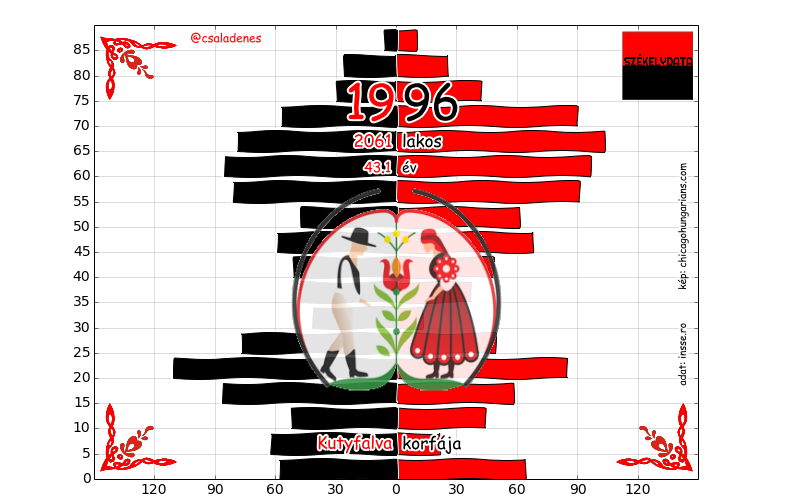 @csaladenes
SZÉKELYDATA
1996
2061 lakos
43.1 év
kép: chicagohungarians.com
adat: insse.ro
Kutyfalva korfája
85
80
75
70
65
60
55
50
45
40
35
30
25
20
15
10
5
0
120 90 60 30 0 30 60 90 120